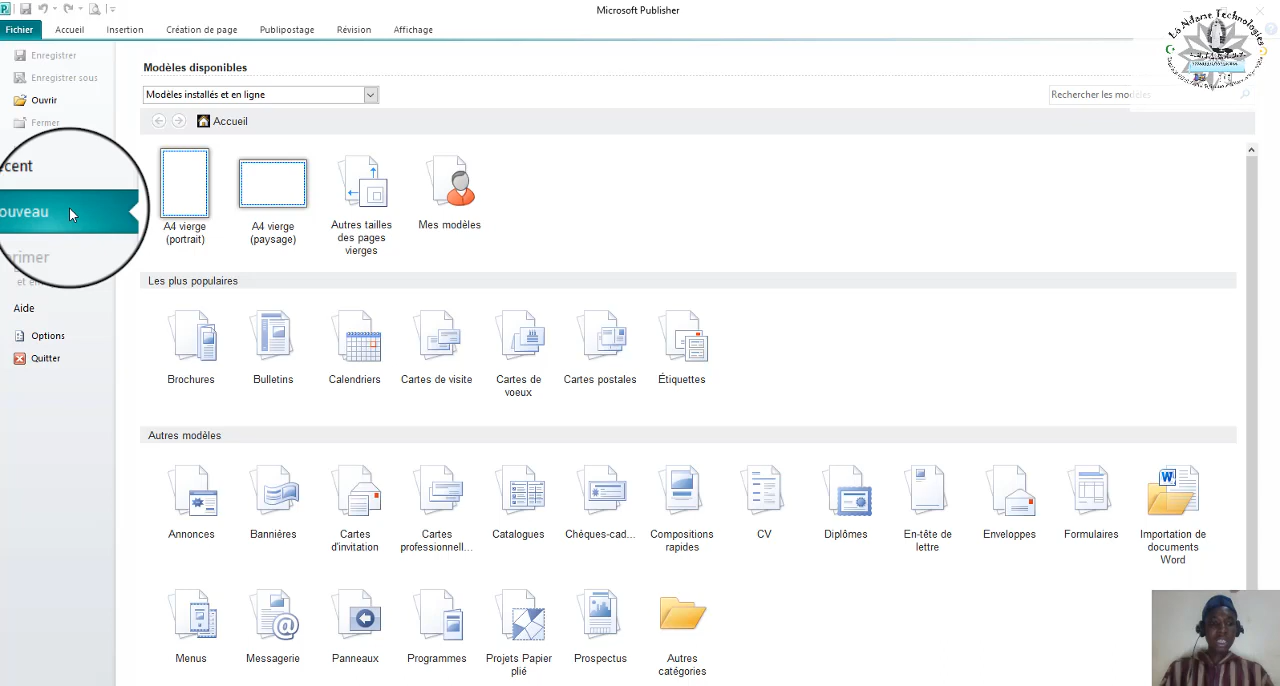 Microsoft Publisher
Fichier Accueil Insertion Création de page Publipostage Révision Affichage
Enregistrer
Enregistrer sous
Ouvrir
Fermer
cent
ouveau
rimer
Aide
Options
Quitter
Modèles disponibles
Modèles installés et en ligne
Rechercher les modèles
Accueil
A4 vierge
(portrait)
A4 vierge
(paysage)
Autres tailles
des pages
vierges
Mes modèles
Les plus populaires
Brochures
Bulletins
Calendriers
Cartes de visite
Cartes de
voeux
Cartes postales
Étiquettes
Autres modèles
Annonces
Bannières
Cartes
d'invitation
Cartes
professionnell...
Catalogues
Chèques-cad...
Compositions
rapides
CV
Diplômes
En-tête de
lettre
Enveloppes
Formulaires
Importation de
documents
Word
Menus
Messagerie
Panneaux
Programmes
Projets Papier
plié
Prospectus
Autres
catégories